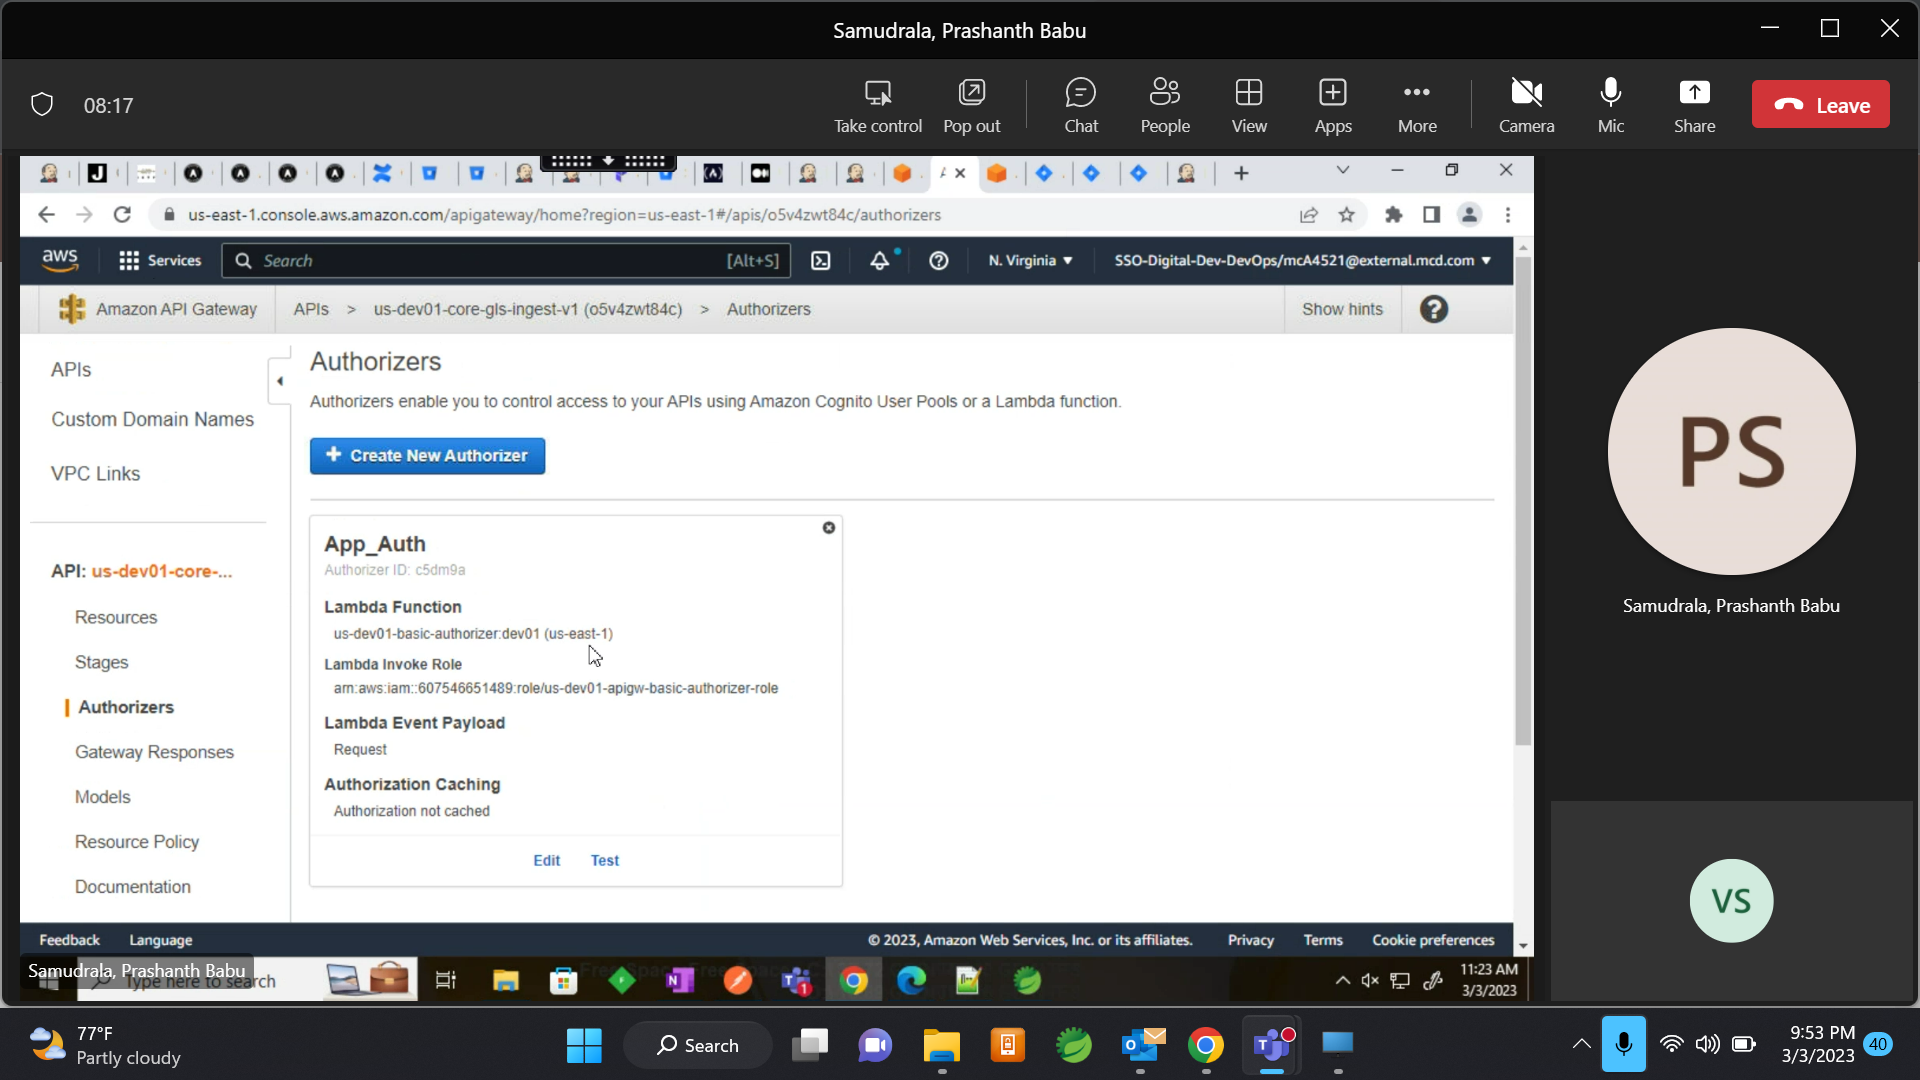 Samudrala, Prashanth Babu
08:17
Take control
Pop out
Chat
People
View
Apps
More
Camera
Mic
Share
Leave
us-east-1.console.aws.amazon.com/apigateway/home?region=us-east-1#/apis/o5v4zwt84c/authorizers
aws
Services
Search
[Alt+S]
N. Virginia
SSO-Digital-Dev-DevOps/mcA4521@external.mcd.com
Amazon API Gateway
APIs > us-dev01-core-gls-ingest-v1 (o5v4zwt84c) > Authorizers
Show hints
APIs
Custom Domain Names
VPC Links
API: us-dev01-core-...
Resources
Stages
Authorizers
Gateway Responses
Models
Resource Policy
Documentation
Authorizers
Authorizers enable you to control access to your APIs using Amazon Cognito User Pools or a Lambda function.
+ Create New Authorizer
App_Auth
Authorizer ID: c5dm9a
Lambda Function
us-dev01-basic-authorizer:dev01 (us-east-1)
Lambda Invoke Role
arn:aws:iam::607546651489:role/us-dev01-apigw-basic-authorizer-role
Lambda Event Payload
Request
Authorization Caching
Authorization not cached
Edit
Test
Feedback
Language
© 2023, Amazon Web Services, Inc. or its affiliates.
Privacy
Terms
Cookie preferences
Samudrala, Prashanth Babu
Type here to search
11:23 AM
3/3/2023
PS
Samudrala, Prashanth Babu
VS
77°F
Partly cloudy
Search
9:53 PM
3/3/2023
40